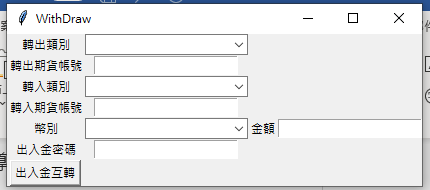 WithDraw
轉出類別
轉出期貨帳號
轉入類別
轉入期貨帳號
幣別 金額
出入金密碼
出入金互轉